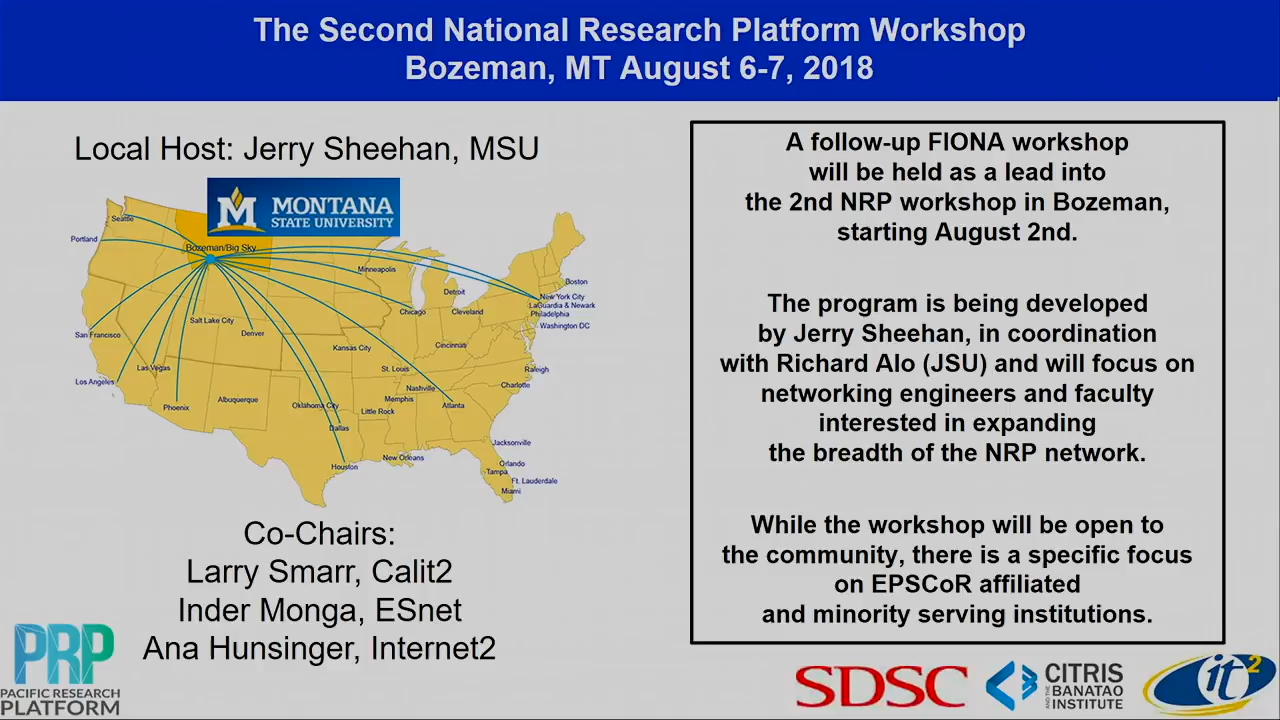 The Second National Research Platform Workshop
Bozeman, MT August 6-7, 2018
Local Host: Jerry Sheehan, MSU
M MONTANA
STATE UNIVERSITY
Seattle
Portland
Bozeman/Big Sky
Minneapolis
Boston
Detroit
New York City
LaGuardia & Newark
Chicago
Cleveland
Philadelphia
Salt Lake City
Washington DC
San Francisco
Denver
Cincinnati
Kansas City
Las Vegas
St. Louis
Raleigh
Los Angeles
Nashville
Charlotte
Phoenix
Albuquerque
Oklahoma City
Memphis
Atlanta
Little Rock
Dallas
Jacksonville
New Orleans
Houston
Orlando
Tampa
Ft. Lauderdale
Miami
Co-Chairs:
Larry Smarr, Calit2
Inder Monga, ESnet
Ana Hunsinger, Internet2
A follow-up FIONA workshop
will be held as a lead into
the 2nd NRP workshop in Bozeman,
starting August 2nd.
The program is being developed
by Jerry Sheehan, in coordination
with Richard Alo (JSU) and will focus on
networking engineers and faculty
interested in expanding
the breadth of the NRP network.
While the workshop will be open to
the community, there is a specific focus
on EPSCoR affiliated
and minority serving institutions.
PRP
PACIFIC RESEARCH
PLATFORM
SDSC
CITRIS
AND THE BANATAO
INSTITUTE
it2